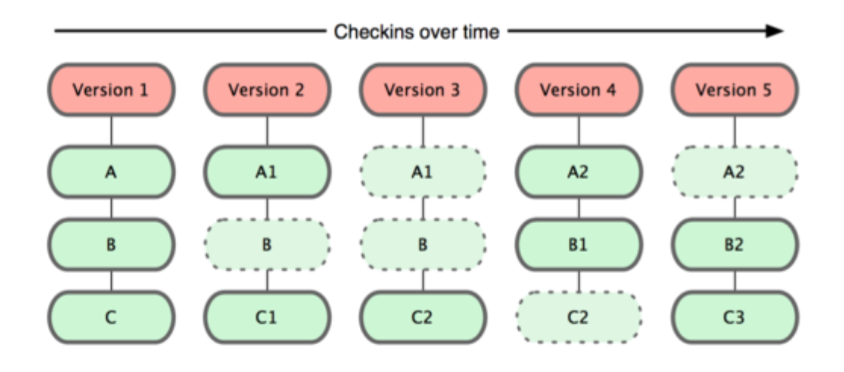 Checkins over time
Version 1 Version 2 Version 3 Version 4 Version 5
A A1 A1 A2 A2
B B B B1 B2
C C1 C2 C2 C3